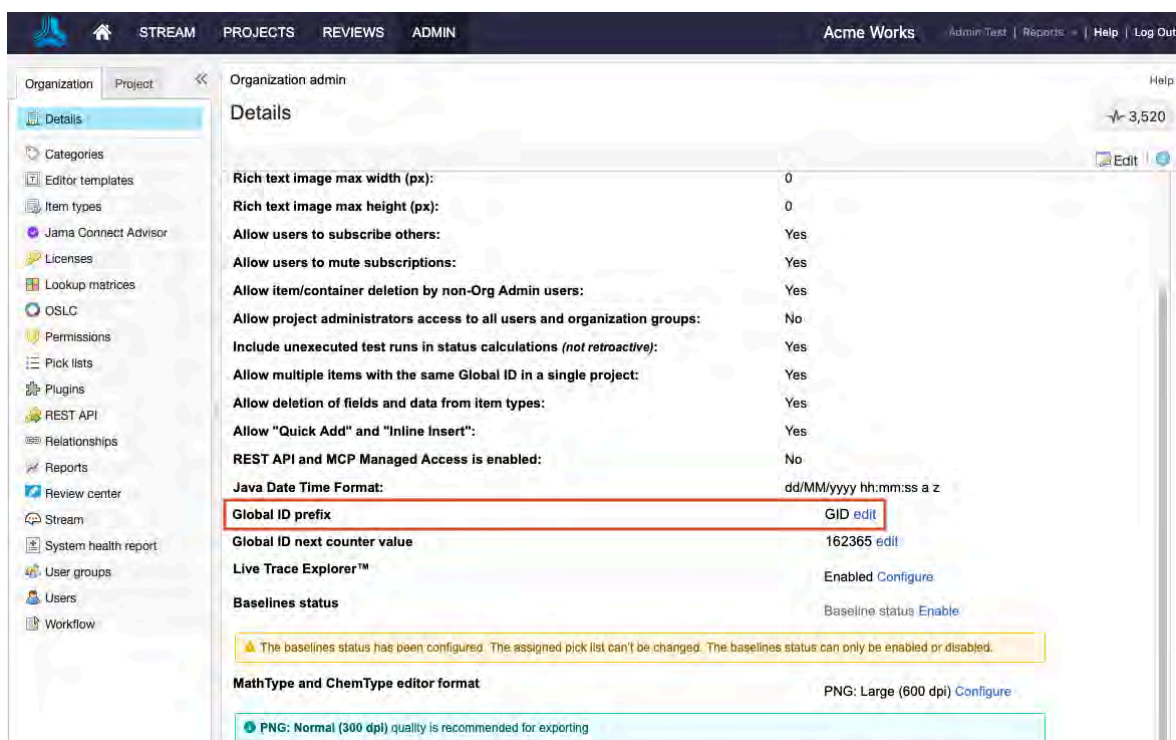 STREAM PROJECTS REVIEWS ADMIN Acme Works Admin Test | Reports | Help | Log Out
Organization Project
Organization admin Help
Details
Details
3,520
Categories
Edit
Editor templates
Rich text image max width (px): 0
Item types
Rich text image max height (px): 0
Jama Connect Advisor
Allow users to subscribe others: Yes
Licenses
Allow users to mute subscriptions: Yes
Lookup matrices
Allow item/container deletion by non-Org Admin users: Yes
OSLC
Allow project administrators access to all users and organization groups: No
Permissions
Include unexecuted test runs in status calculations (not retroactive): Yes
Pick lists
Allow multiple items with the same Global ID in a single project: Yes
Plugins
Allow deletion of fields and data from item types: Yes
REST API
Allow "Quick Add" and "Inline Insert": Yes
Relationships
REST API and MCP Managed Access is enabled: No
Reports
Java Date Time Format: dd/MM/yyyy hh:mm:ss a z
Review center
Global ID prefix GID edit
Stream
Global ID next counter value 162365 edit
System health report
Live Trace Explorer™ Enabled Configure
User groups
Users
Baselines status Baseline status Enable
Workflow
The baselines status has been configured. The assigned pick list can't be changed. The baselines status can only be enabled or disabled.
MathType and ChemType editor format PNG: Large (600 dpi) Configure
PNG: Normal (300 dpi) quality is recommended for exporting